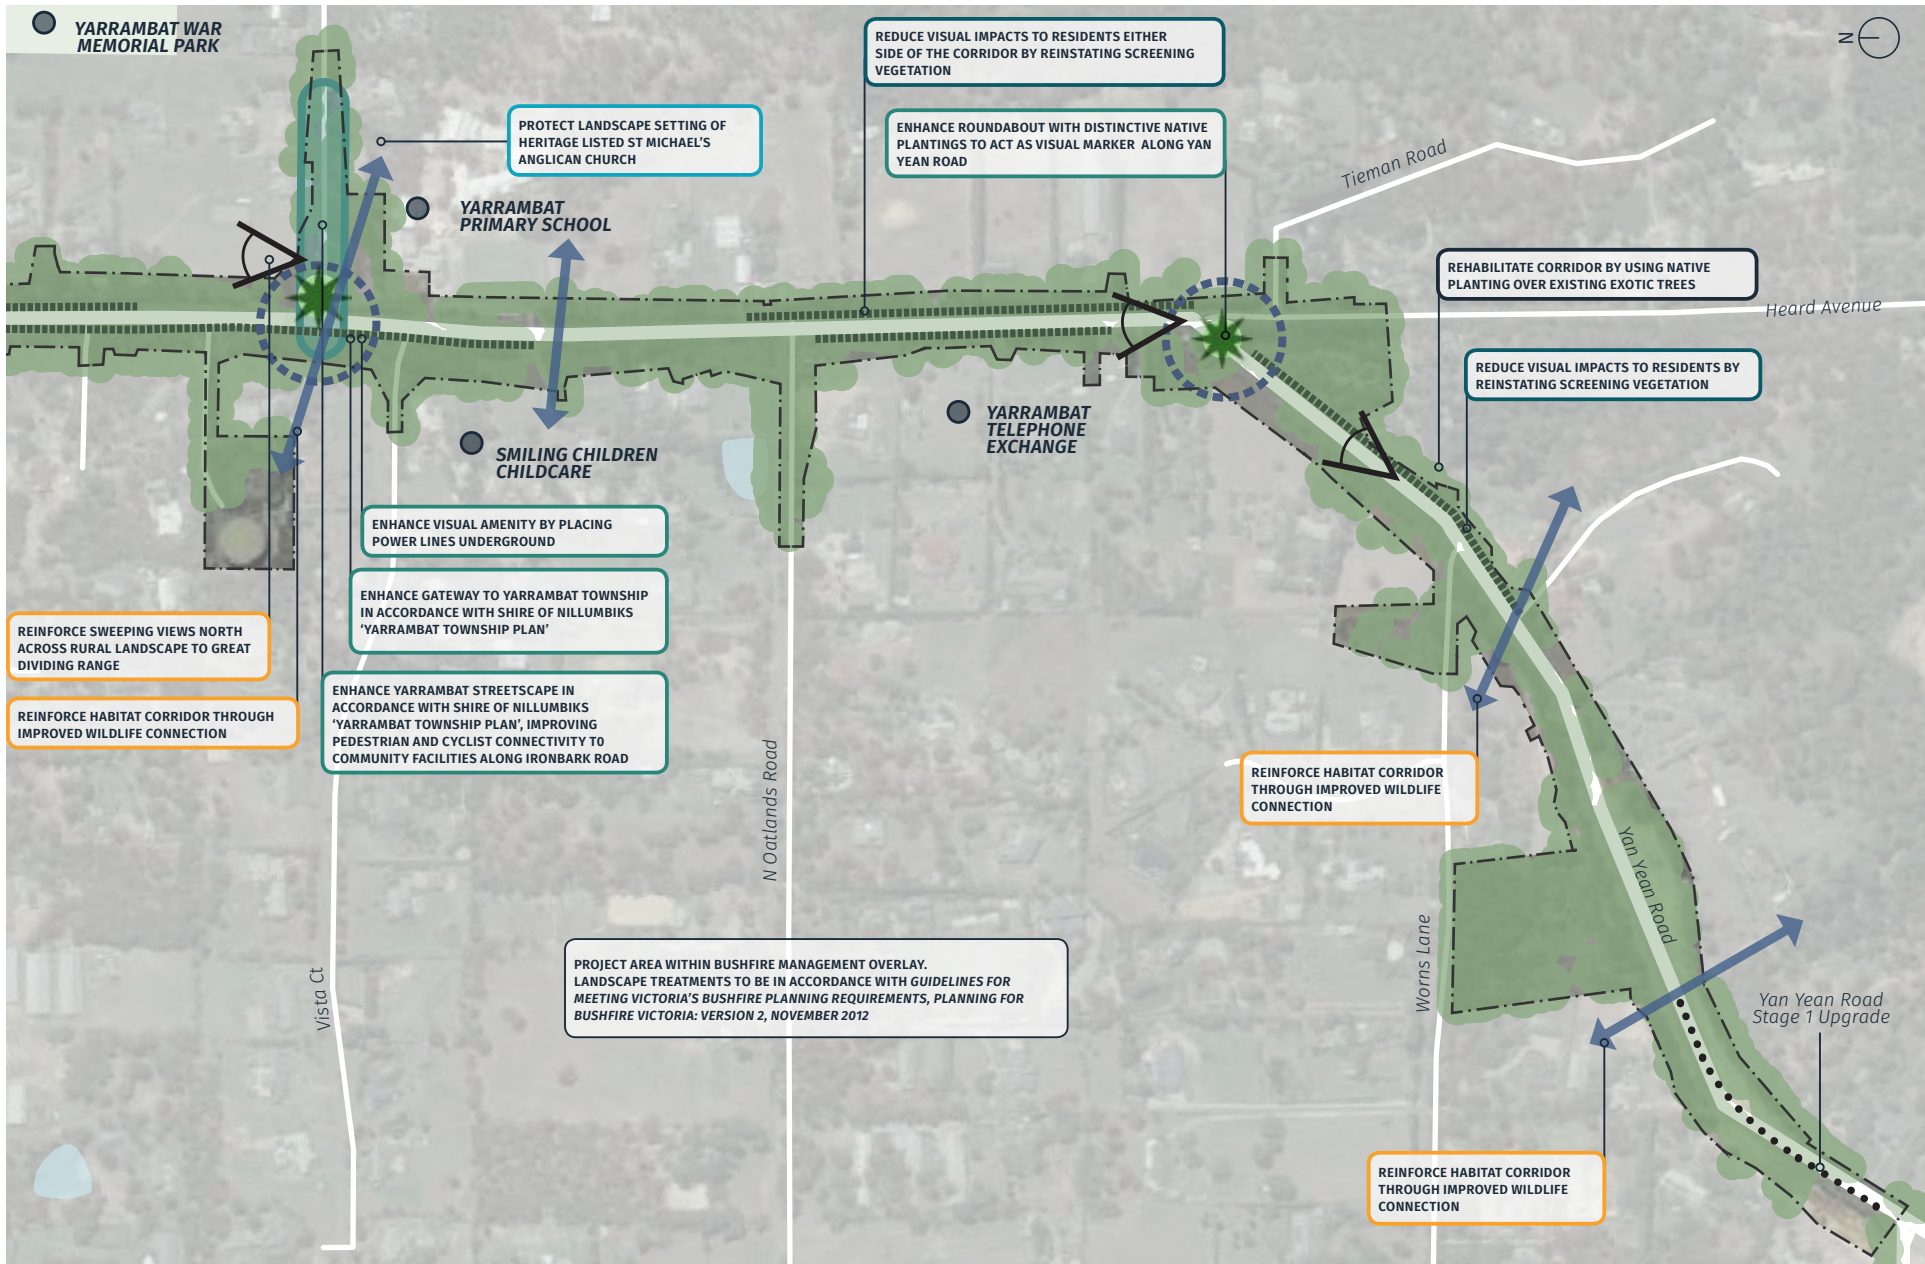 YARRAMBAT WAR
MEMORIAL PARK
REDUCE VISUAL IMPACTS TO RESIDENTS EITHER
SIDE OF THE CORRIDOR BY REINSTATING SCREENING
VEGETATION
N
PROTECT LANDSCAPE SETTING OF
HERITAGE LISTED ST MICHAEL'S
ANGLICAN CHURCH
ENHANCE ROUNDABOUT WITH DISTINCTIVE NATIVE
PLANTINGS TO ACT AS VISUAL MARKER ALONG YAN
YEAN ROAD
Tieman Road
YARRAMBAT
PRIMARY SCHOOL
REHABILITATE CORRIDOR BY USING NATIVE
PLANTING OVER EXISTING EXOTIC TREES
Heard Avenue
REDUCE VISUAL IMPACTS TO RESIDENTS BY
REINSTATING SCREENING VEGETATION
YARRAMBAT
TELEPHONE
EXCHANGE
SMILING CHILDREN
CHILDCARE
ENHANCE VISUAL AMENITY BY PLACING
POWER LINES UNDERGROUND
ENHANCE GATEWAY TO YARRAMBAT TOWNSHIP
IN ACCORDANCE WITH SHIRE OF NILLUMBIKS
‘YARRAMBAT TOWNSHIP PLAN’
REINFORCE SWEEPING VIEWS NORTH
ACROSS RURAL LANDSCAPE TO GREAT
DIVIDING RANGE
ENHANCE YARRAMBAT STREETSCAPE IN
ACCORDANCE WITH SHIRE OF NILLUMBIKS
‘YARRAMBAT TOWNSHIP PLAN’, IMPROVING
PEDESTRIAN AND CYCLIST CONNECTIVITY TO
COMMUNITY FACILITIES ALONG IRONBARK ROAD
REINFORCE HABITAT CORRIDOR THROUGH
IMPROVED WILDLIFE CONNECTION
REINFORCE HABITAT CORRIDOR
THROUGH IMPROVED WILDLIFE
CONNECTION
N Oatlands Road
Yan Yean Road
Vista Ct
Worns Lane
PROJECT AREA WITHIN BUSHFIRE MANAGEMENT OVERLAY.
LANDSCAPE TREATMENTS TO BE IN ACCORDANCE WITH GUIDELINES FOR
MEETING VICTORIA'S BUSHFIRE PLANNING REQUIREMENTS, PLANNING FOR
BUSHFIRE VICTORIA: VERSION 2, NOVEMBER 2012
Yan Yean Road
Stage 1 Upgrade
REINFORCE HABITAT CORRIDOR
THROUGH IMPROVED WILDLIFE
CONNECTION